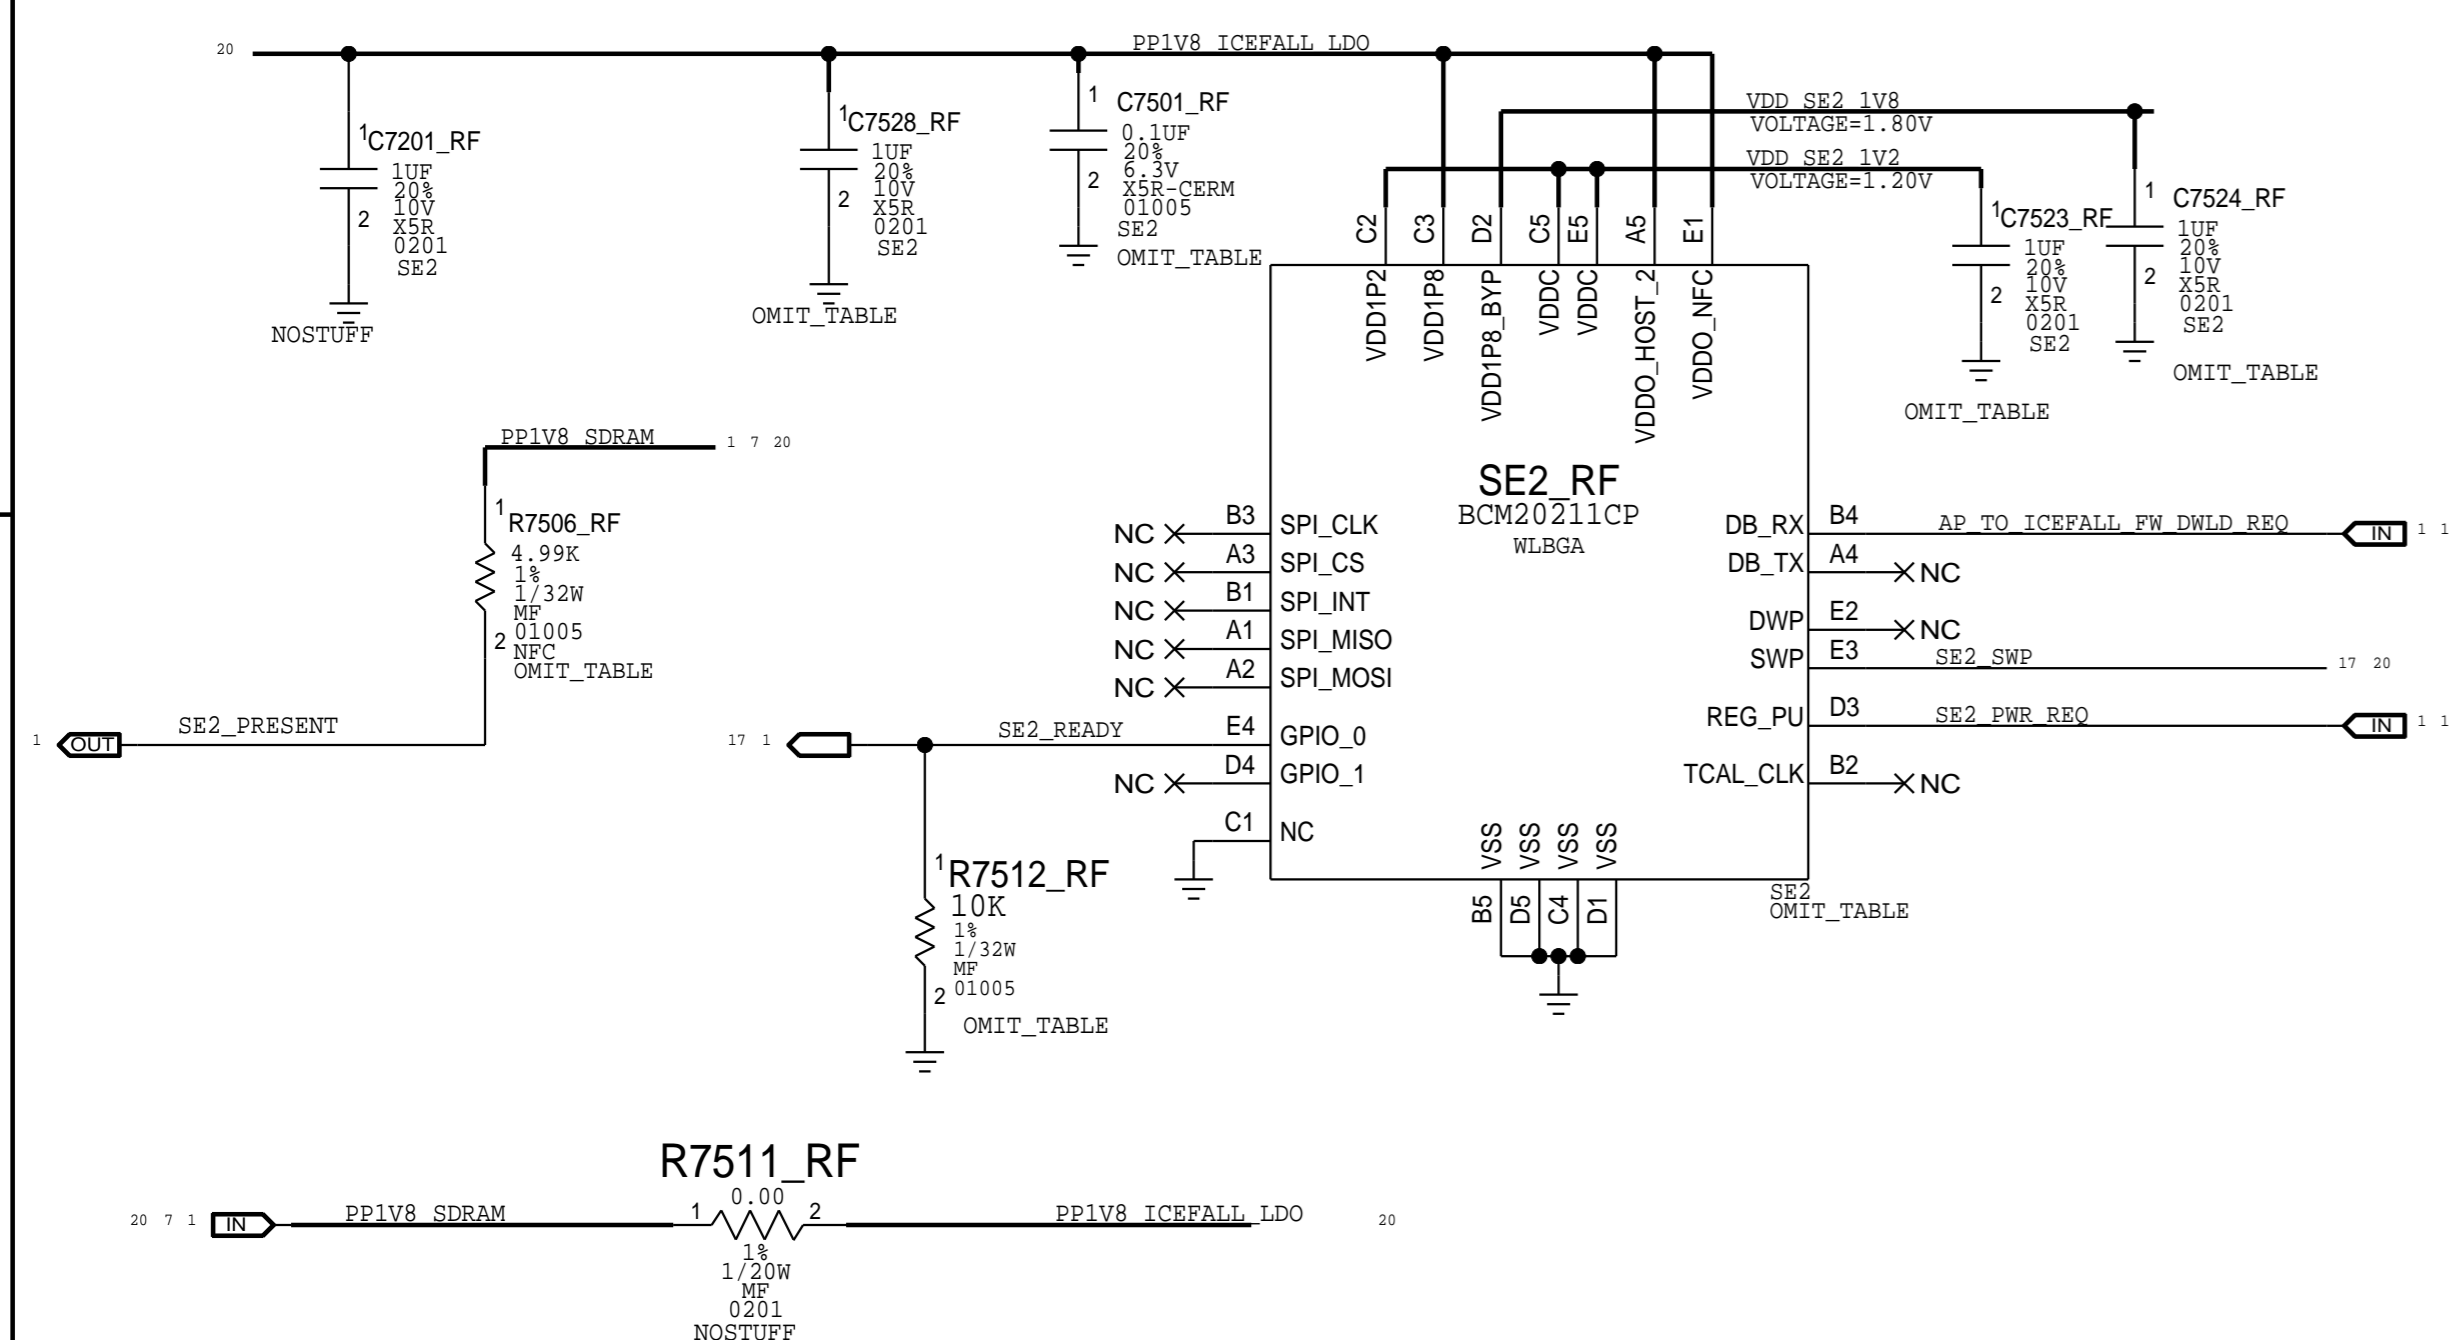 20
PP1V8_ICEFALL_LDO
1
C7201_RF
1UF
20%
10V
X5R
0201
SE2
2
NOSTUFF
1
C7528_RF
1UF
20%
10V
X5R
0201
SE2
2
OMIT_TABLE
1
C7501_RF
0.1UF
20%
6.3V
X5R-CERM
01005
SE2
2
OMIT_TABLE
VDD_SE2_1V8
VOLTAGE=1.80V
VDD_SE2_1V2
VOLTAGE=1.20V
1
C7523_RF
1UF
20%
10V
X5R
0201
SE2
2
OMIT_TABLE
1
C7524_RF
1UF
20%
10V
X5R
0201
SE2
2
OMIT_TABLE
C2
C3
D2
C5
E5
A5
E1
VDD1P2
VDD1P8
VDD1P8_BYP
VDDC
VDDC
VDDO_HOST_2
VDDO_NFC
PP1V8_SDRAM
1 7 20
1
R7506_RF
4.99K
1%
1/32W
MF
01005
NFC
OMIT_TABLE
2
1
OUT
SE2_PRESENT
SE2_RF
BCM20211CP
WLBGA
NC B3 SPI_CLK
NC A3 SPI_CS
NC B1 SPI_INT
NC A1 SPI_MISO
NC A2 SPI_MOSI
17 1
SE2_READY
E4 GPIO_0
NC D4 GPIO_1
C1 NC
DB_RX B4 AP_TO_ICEFALL_FW_DWLD_REQ IN 1 1
DB_TX A4 NC
DWP E2 NC
SWP E3 SE2_SWP 17 20
REG_PU D3 SE2_PWR_REQ IN 1 1
TCAL_CLK B2 NC
VSS
VSS
VSS
VSS
B5
D5
C4
D1
SE2
OMIT_TABLE
1
R7512_RF
10K
1%
1/32W
MF
01005
2
OMIT_TABLE
R7511_RF
0.00
20 7 1 IN PP1V8_SDRAM 1 2 PP1V8_ICEFALL_LDO 20
1%
1/20W
MF
0201
NOSTUFF